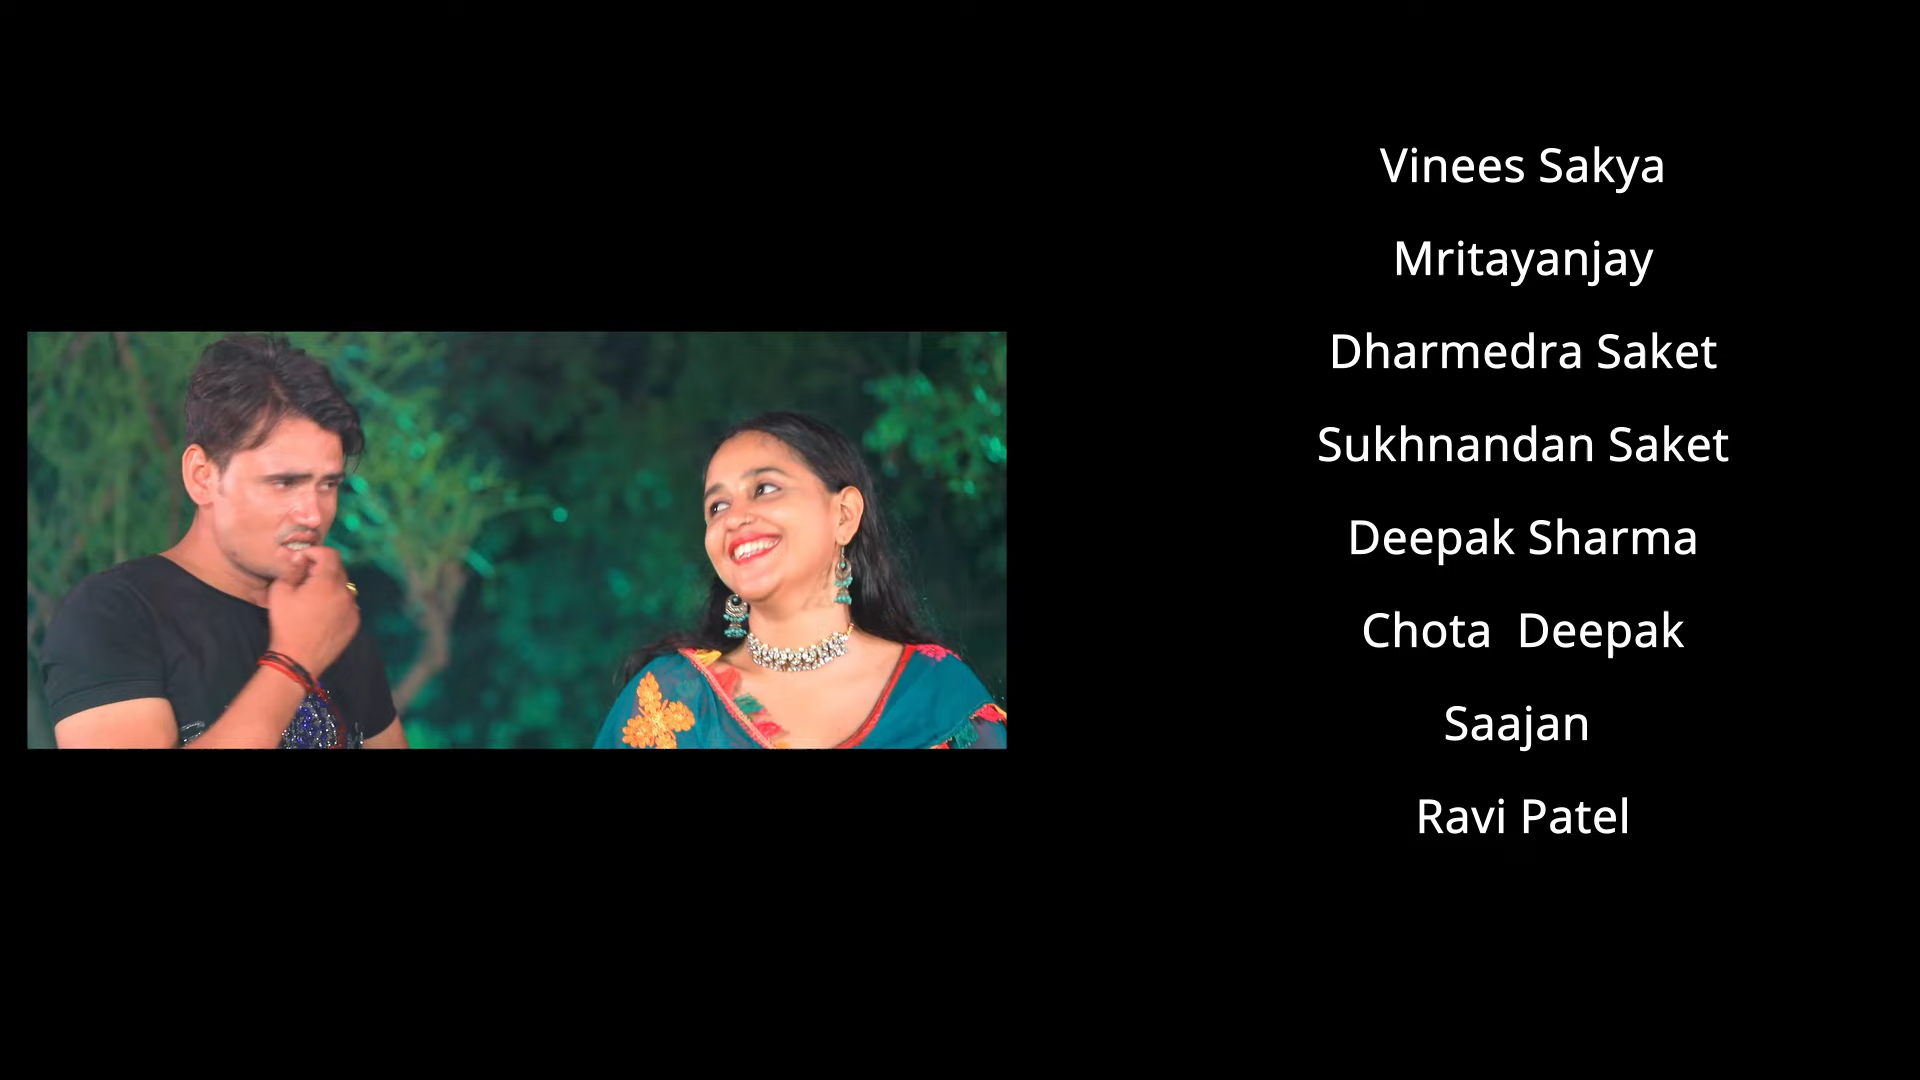 Vinees Sakya
Mritayanjay
Dharmedra Saket
Sukhnandan Saket
Deepak Sharma
Chota  Deepak
Saajan
Ravi Patel